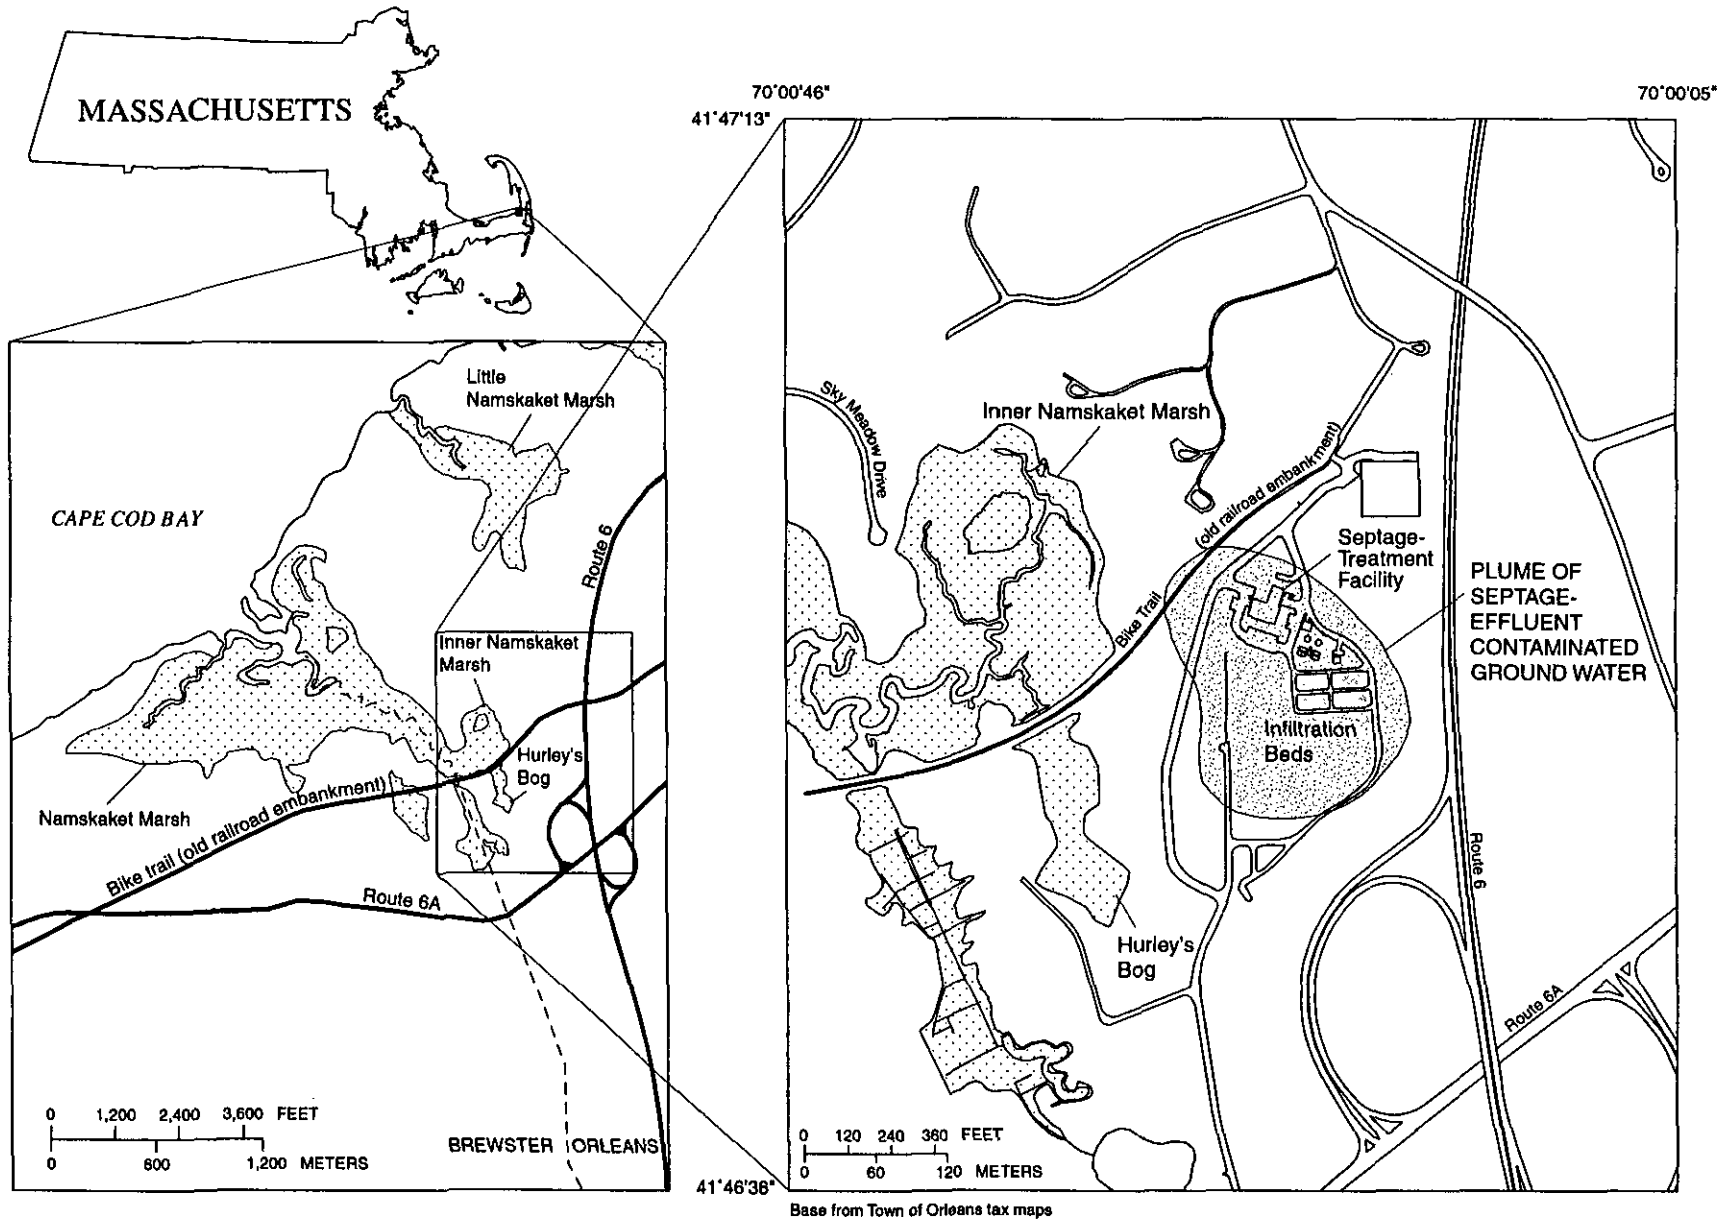 MASSACHUSETTS
70°00'46"
70°00'05"
41°47'13"
Little
Namskaket Marsh
CAPE COD BAY
Route 6
Inner Namskaket
Marsh
Hurley's
Bog
Namskaket Marsh
Bike trail (old railroad embankment)
Route 6A
0 1,200 2,400 3,600 FEET
0 600 1,200 METERS
BREWSTER ORLEANS
Sky Meadow Drive
Inner Namskaket Marsh
(old railroad embankment)
Bike Trail
Septage-
Treatment
Facility
PLUME OF
SEPTAGE-
EFFLUENT
CONTAMINATED
GROUND WATER
Infiltration
Beds
Route 6
Hurley's
Bog
Route 6A
0 120 240 360 FEET
0 60 120 METERS
41°46'36"
Base from Town of Orleans tax maps